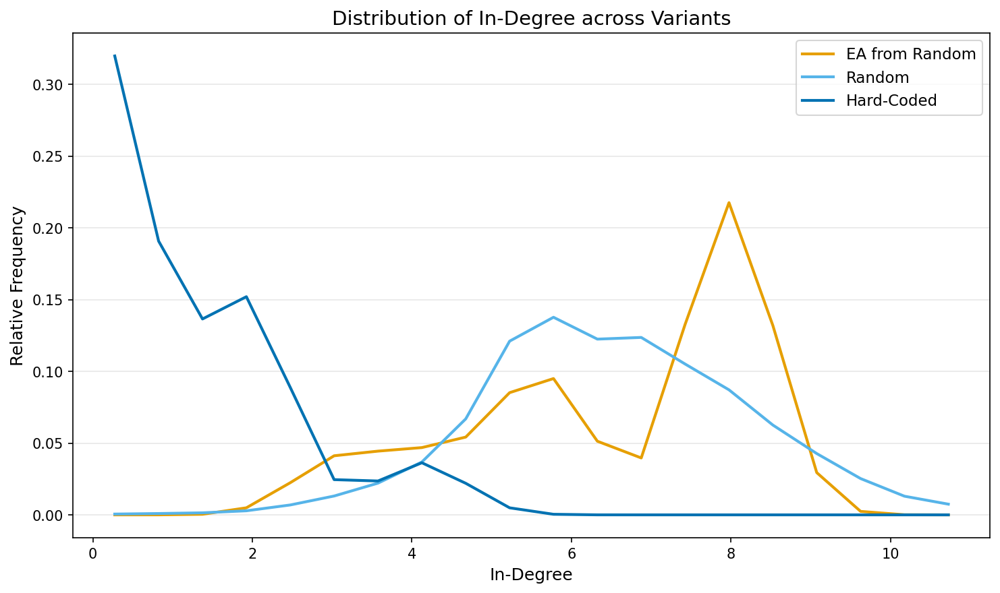 Distribution of In-Degree across Variants
EA from Random
Random
Hard-Coded
Relative Frequency
0.30
0.25
0.20
0.15
0.10
0.05
0.00
0 2 4 6 8 10
In-Degree